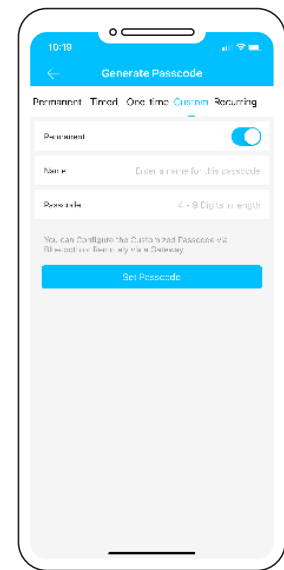 10:19
Generate Passcode
Permanent Timed One-time Custom Recurring
Permanent
Name Enter a name for this passcode
Passcode 4 - 9 Digits in length
You can Configure the Customized Passcode via
Bluetooth or Remotely via a Gateway
Set Passcode